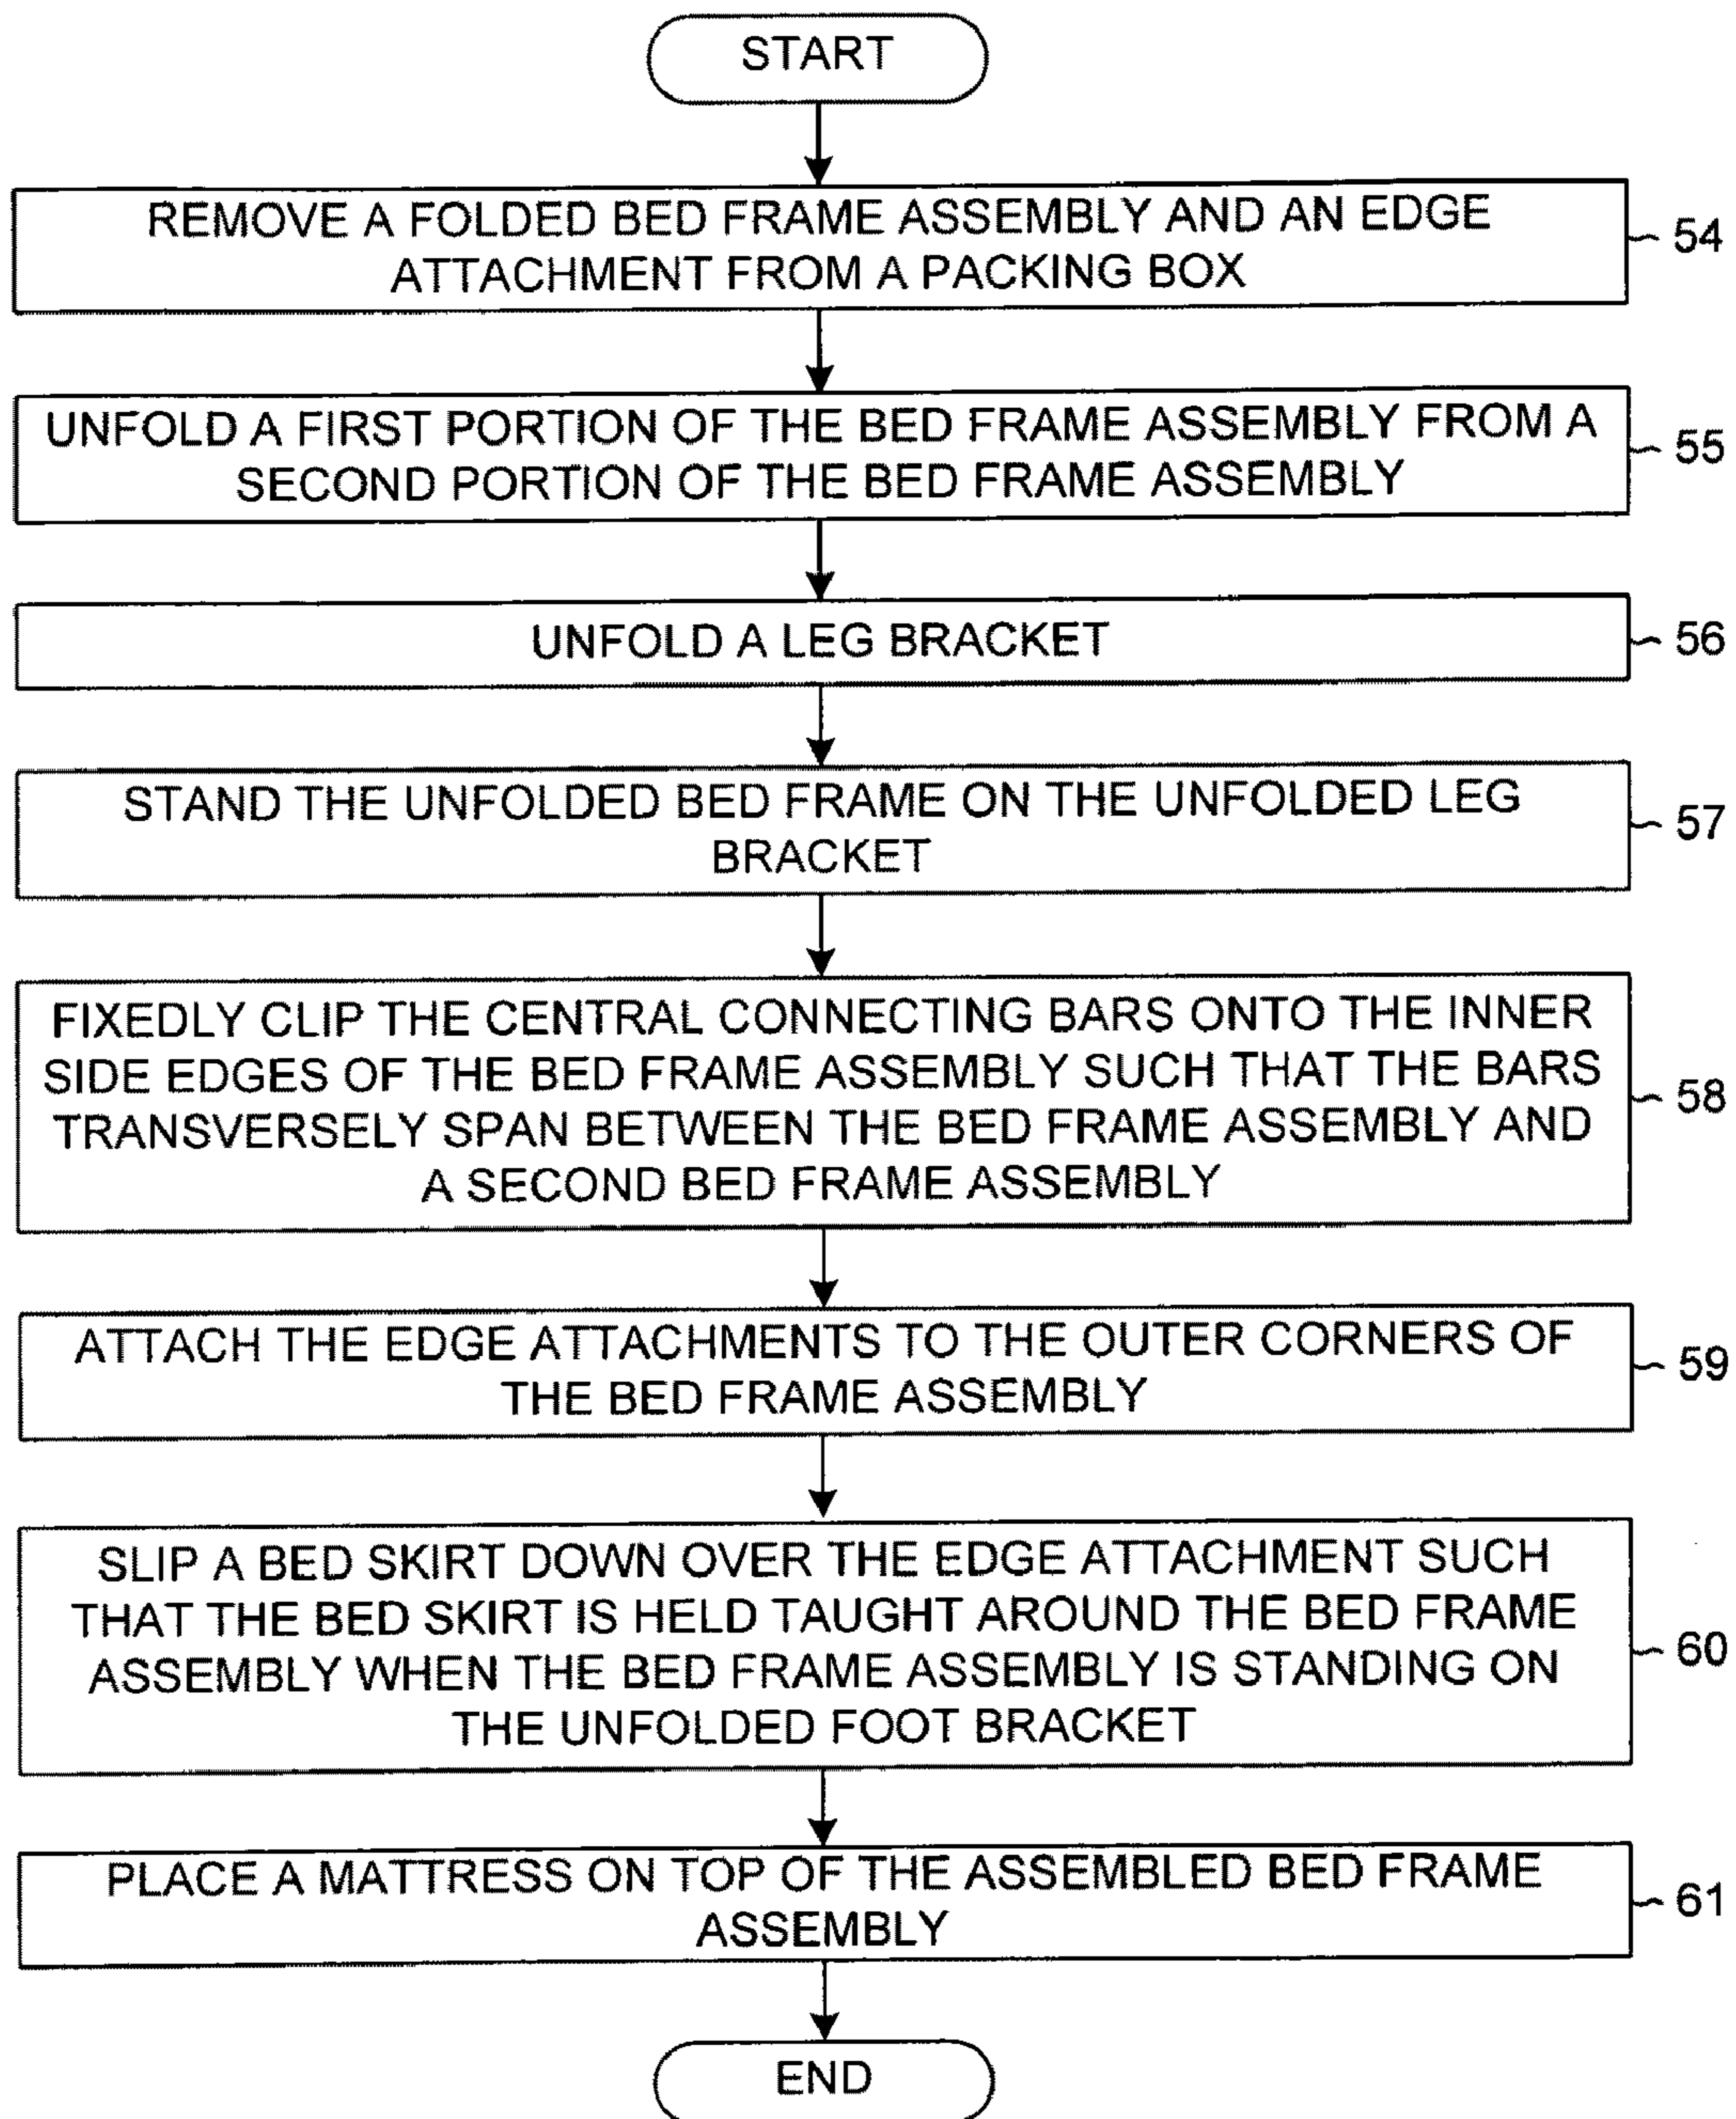 START
REMOVE A FOLDED BED FRAME ASSEMBLY AND AN EDGE
ATTACHMENT FROM A PACKING BOX
54
UNFOLD A FIRST PORTION OF THE BED FRAME ASSEMBLY FROM A
SECOND PORTION OF THE BED FRAME ASSEMBLY
55
UNFOLD A LEG BRACKET
56
STAND THE UNFOLDED BED FRAME ON THE UNFOLDED LEG
BRACKET
57
FIXEDLY CLIP THE CENTRAL CONNECTING BARS ONTO THE INNER
SIDE EDGES OF THE BED FRAME ASSEMBLY SUCH THAT THE BARS
TRANSVERSELY SPAN BETWEEN THE BED FRAME ASSEMBLY AND
A SECOND BED FRAME ASSEMBLY
58
ATTACH THE EDGE ATTACHMENTS TO THE OUTER CORNERS OF
THE BED FRAME ASSEMBLY
59
SLIP A BED SKIRT DOWN OVER THE EDGE ATTACHMENT SUCH
THAT THE BED SKIRT IS HELD TAUGHT AROUND THE BED FRAME
ASSEMBLY WHEN THE BED FRAME ASSEMBLY IS STANDING ON
THE UNFOLDED FOOT BRACKET
60
PLACE A MATTRESS ON TOP OF THE ASSEMBLED BED FRAME
ASSEMBLY
61
END